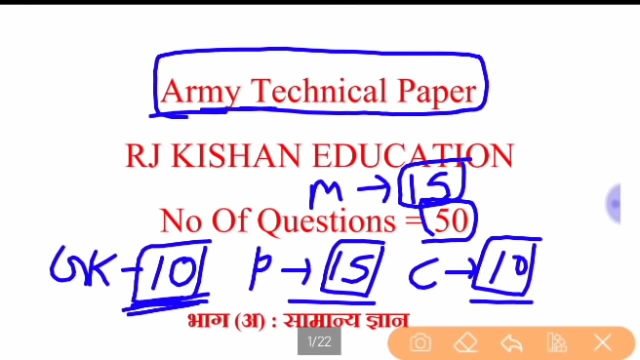 Army Technical Paper
RJ KISHAN EDUCATION
M → 15
No Of Questions = 50
GK - 10 P → 15 C → 10
भाग (अ) : सामान्य ज्ञान
1/22